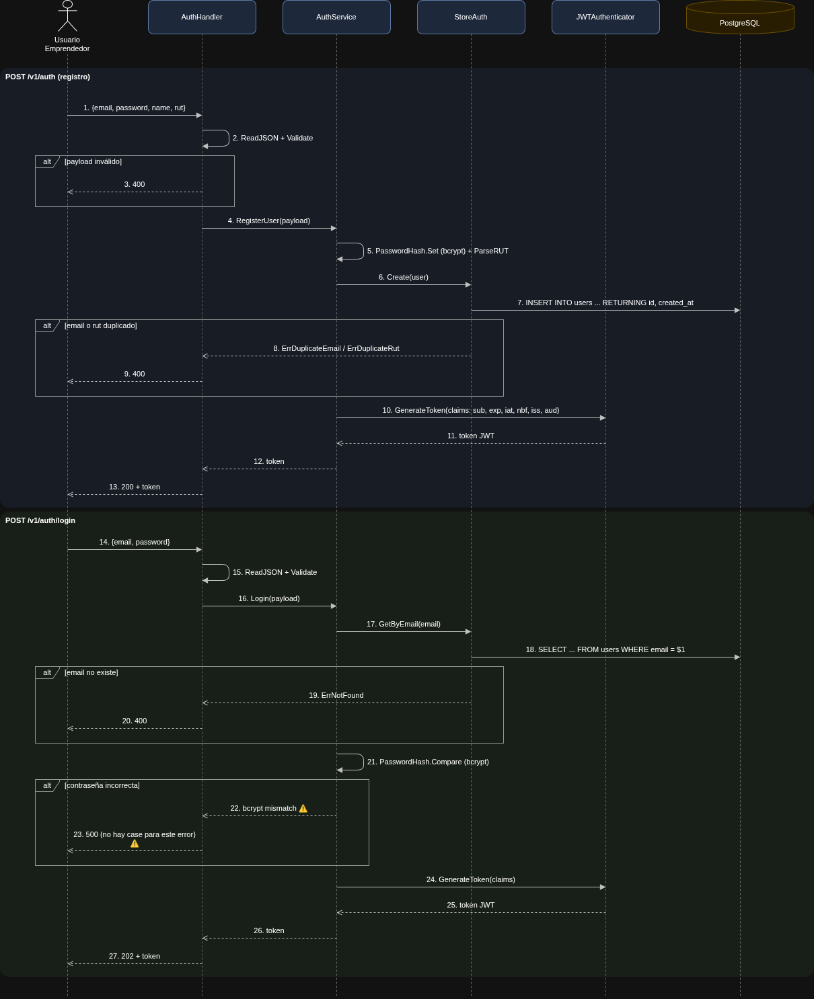 AuthHandler
AuthService
StoreAuth
JWTAuthenticator
PostgreSQL
Usuario
Emprendedor
POST /v1/auth (registro)
1. {email, password, name, rut}
2. ReadJSON + Validate
alt [payload inválido]
3. 400
4. RegisterUser(payload)
5. PasswordHash.Set (bcrypt) + ParseRUT
6. Create(user)
7. INSERT INTO users ... RETURNING id, created_at
alt [email o rut duplicado]
8. ErrDuplicateEmail / ErrDuplicateRut
9. 400
10. GenerateToken(claims: sub, exp, iat, nbf, iss, aud)
11. token JWT
12. token
13. 200 + token
POST /v1/auth/login
14. {email, password}
15. ReadJSON + Validate
16. Login(payload)
17. GetByEmail(email)
18. SELECT ... FROM users WHERE email = $1
alt [email no existe]
19. ErrNotFound
20. 400
21. PasswordHash.Compare (bcrypt)
alt [contraseña incorrecta]
22. bcrypt mismatch ⚠️
23. 500 (no hay case para este error)
⚠️
24. GenerateToken(claims)
25. token JWT
26. token
27. 202 + token